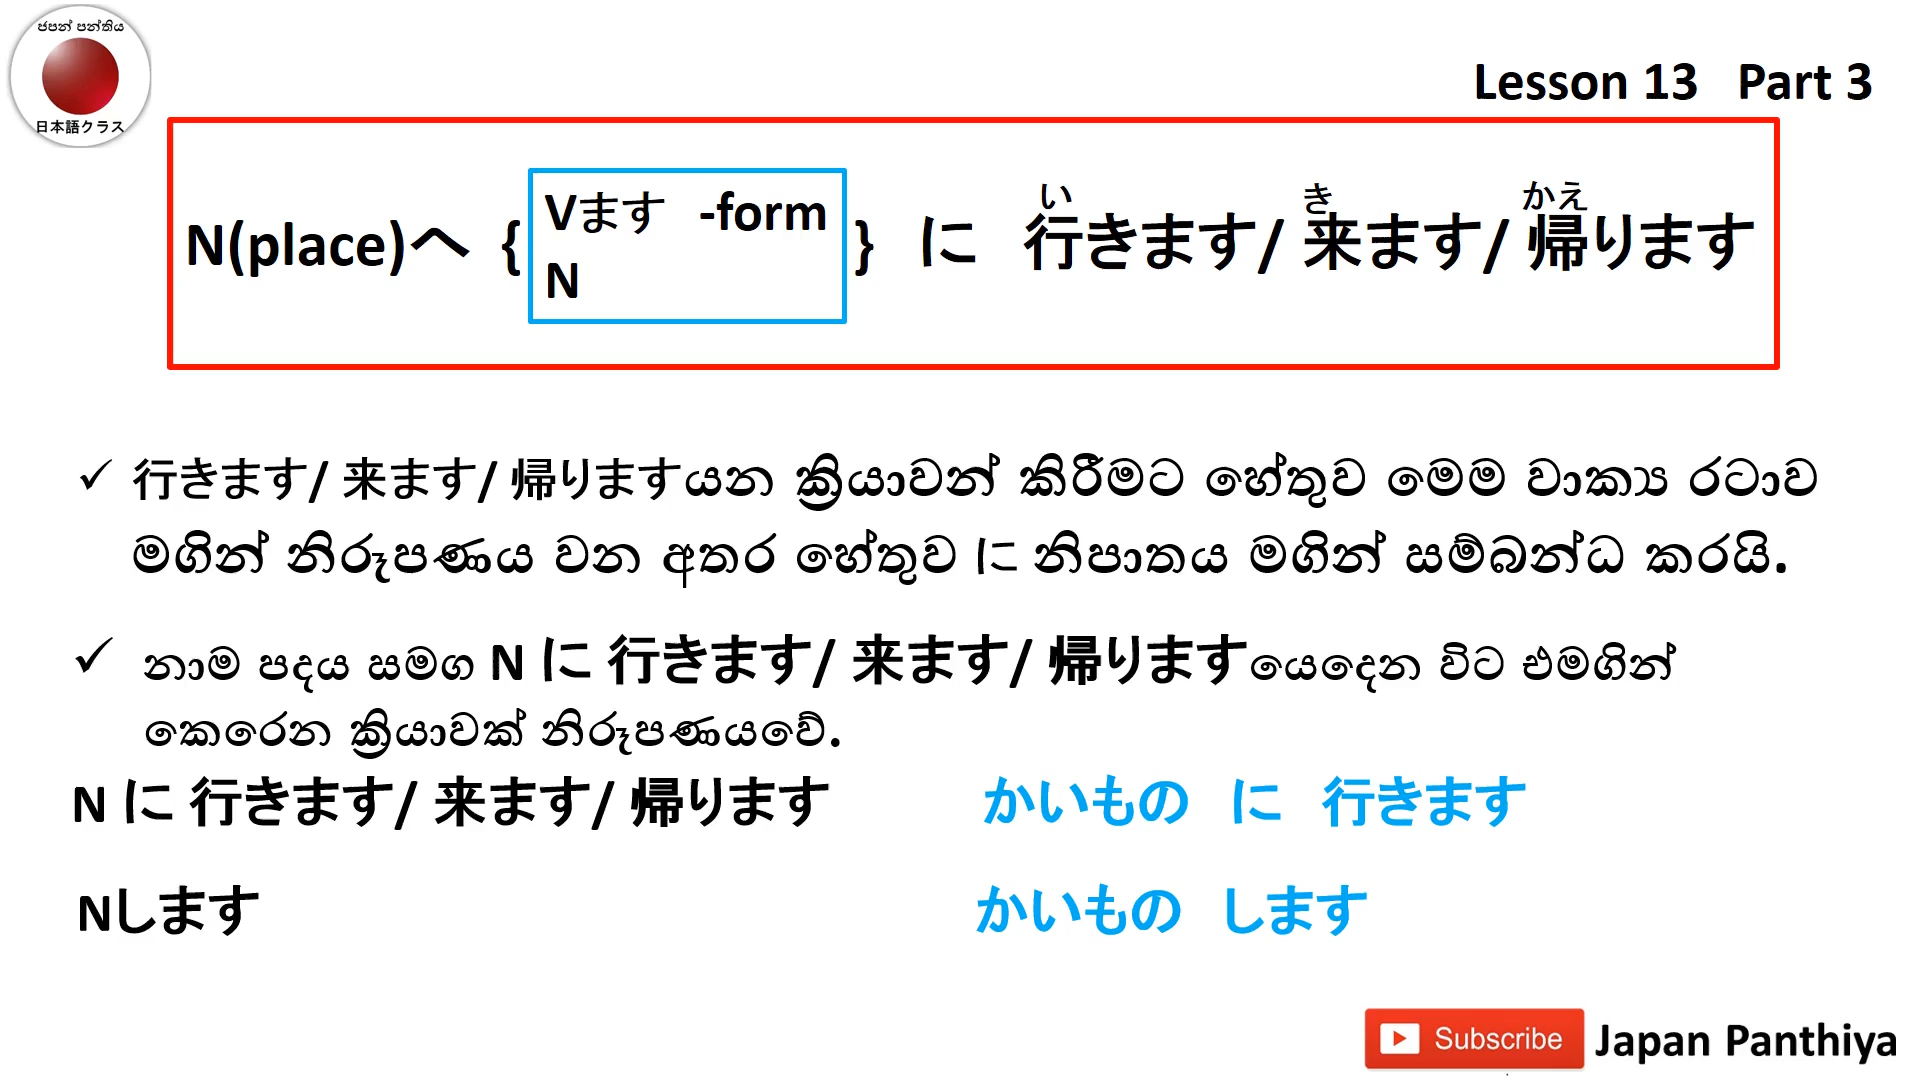 ජපන් පන්තිය
日本語クラス
Lesson 13 Part 3
い き かえ
N(place)へ { Vます -form } に 行きます/ 来ます/ 帰ります
N
✓ 行きます/ 来ます/ 帰りますයන ක්‍රියාවන් කිරීමට හේතුව මෙම වාක්‍ය රටාව
මගින් නිරූපණය වන අතර හේතුව に නිපාතය මගින් සම්බන්ධ කරයි.
✓ නාම පදය සමග N に 行きます/ 来ます/ 帰りますයෙදෙන විට එමගින්
කෙරෙන ක්‍රියාවක් නිරූපණයවේ.
N に 行きます/ 来ます/ 帰ります かいもの に 行きます
Nします かいもの します
Subscribe Japan Panthiya